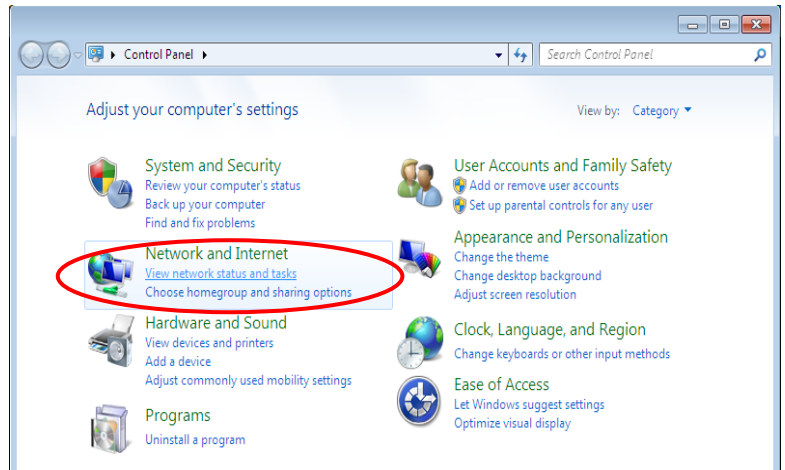 Control Panel
Search Control Panel
Adjust your computer's settings
View by: Category
System and Security
Review your computer's status
Back up your computer
Find and fix problems
Network and Internet
View network status and tasks
Choose homegroup and sharing options
Hardware and Sound
View devices and printers
Add a device
Adjust commonly used mobility settings
Programs
Uninstall a program
User Accounts and Family Safety
Add or remove user accounts
Set up parental controls for any user
Appearance and Personalization
Change the theme
Change desktop background
Adjust screen resolution
Clock, Language, and Region
Change keyboards or other input methods
Ease of Access
Let Windows suggest settings
Optimize visual display